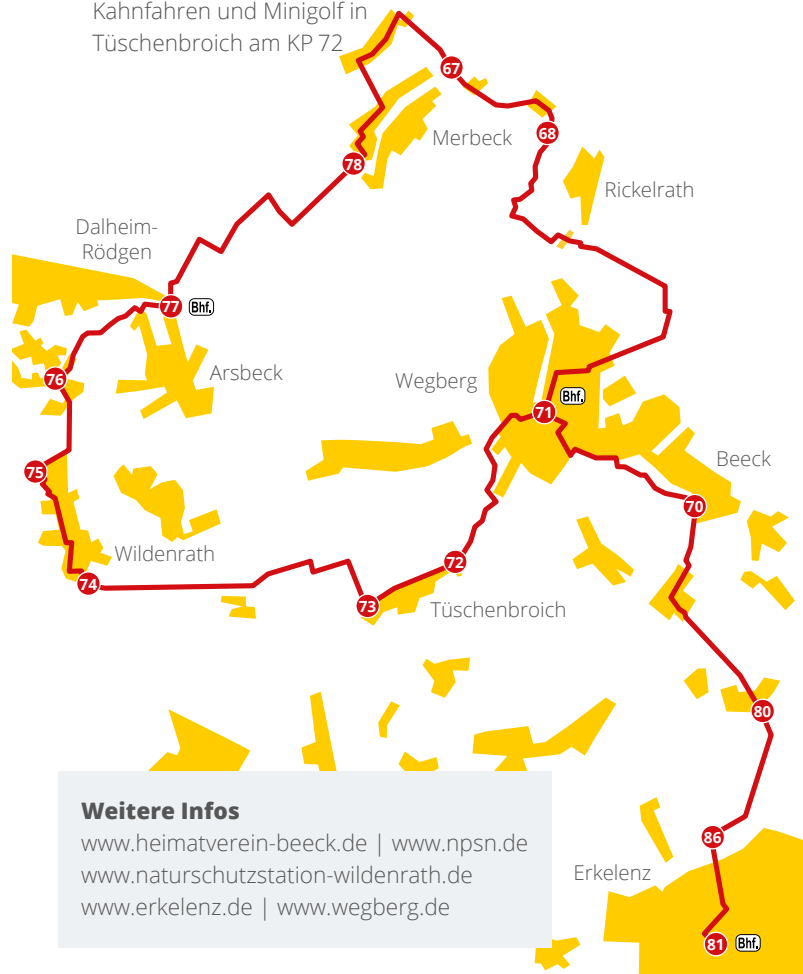 Kahnfahren und Minigolf in
Tüschenbroich am KP 72
67
68
Merbeck
78
Rickelrath
Dalheim-
Rödgen
77 Bhf.
76
Arsbeck
Wegberg
Bhf.
71
75
Beeck
70
Wildenrath
74
72
73
Tüschenbroich
80
Weitere Infos
www.heimatverein-beeck.de | www.npsn.de
www.naturschutzstation-wildenrath.de
www.erkelenz.de | www.wegberg.de
86
Erkelenz
81 Bhf.